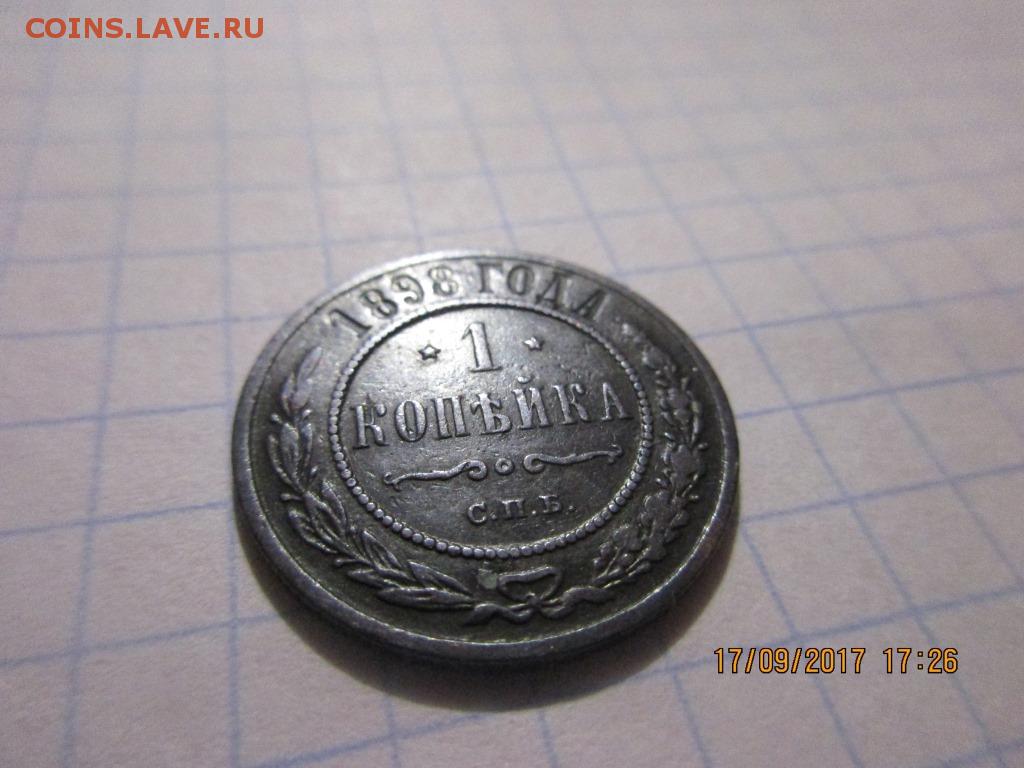 COINS.LAVE.RU
1898 ГОДА
1
КОПѢЙКА
С.П.Б.
17/09/2017 17:26